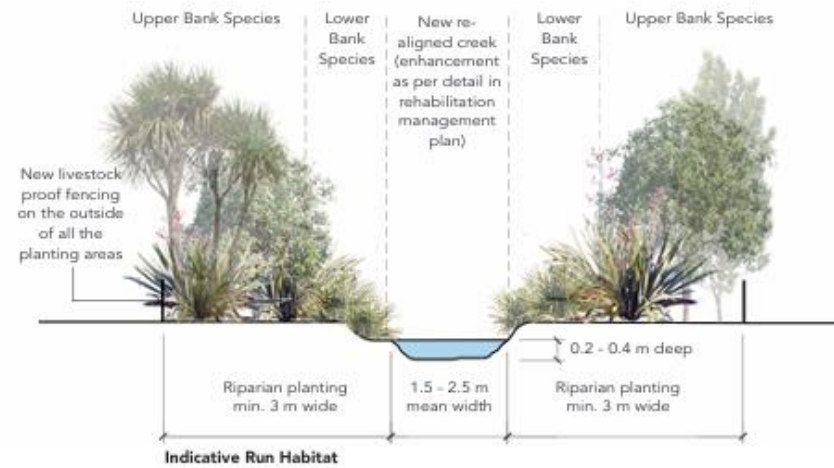 Upper Bank Species
Lower
Bank
Species
New re-
aligned creek
(enhancement
as per detail in
rehabilitation
management
plan)
Lower
Bank
Species
Upper Bank Species
New livestock
proof fencing
on the outside
of all the
planting areas
0.2 - 0.4 m deep
Riparian planting
min. 3 m wide
1.5 - 2.5 m
mean width
Riparian planting
min. 3 m wide
Indicative Run Habitat